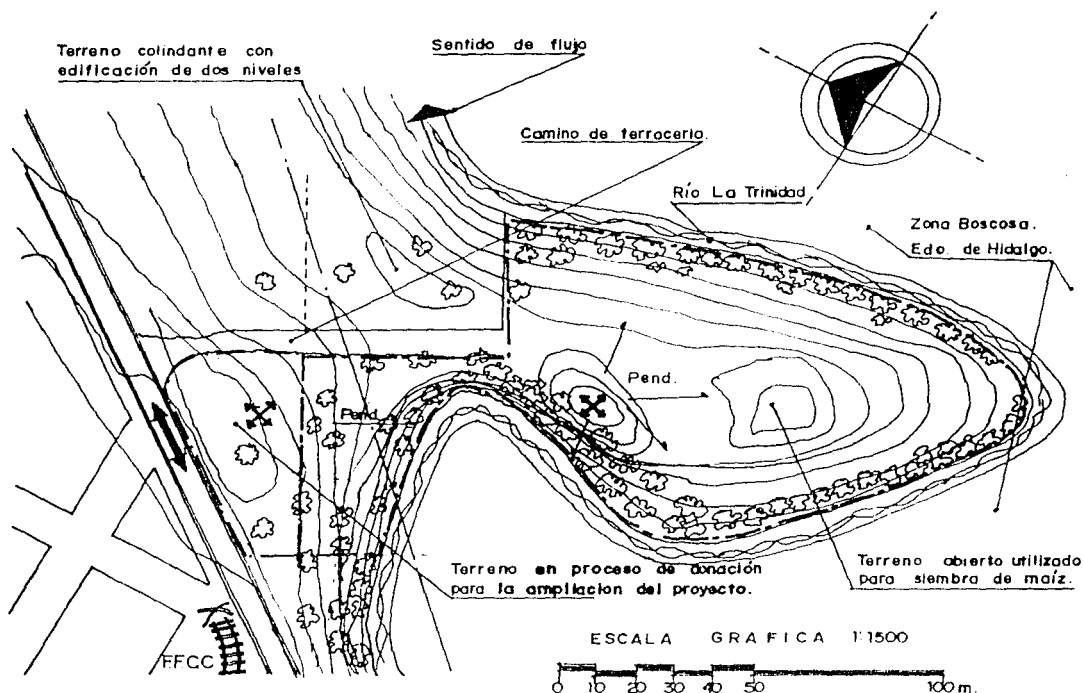 Terreno colindante con
edificación de dos niveles
Sentido de flujo
Camino de terracería.
Río La Trinidad
Zona Boscosa.
Edo. de Hidalgo.
Pend.
Pend.
Terreno en proceso de donación
para la ampliacion del proyecto.
Terreno abierto utilizado
para siembra de maíz.
FFCC
ESCALA GRAFICA 1:1500
0 10 20 30 40 50 100 m.